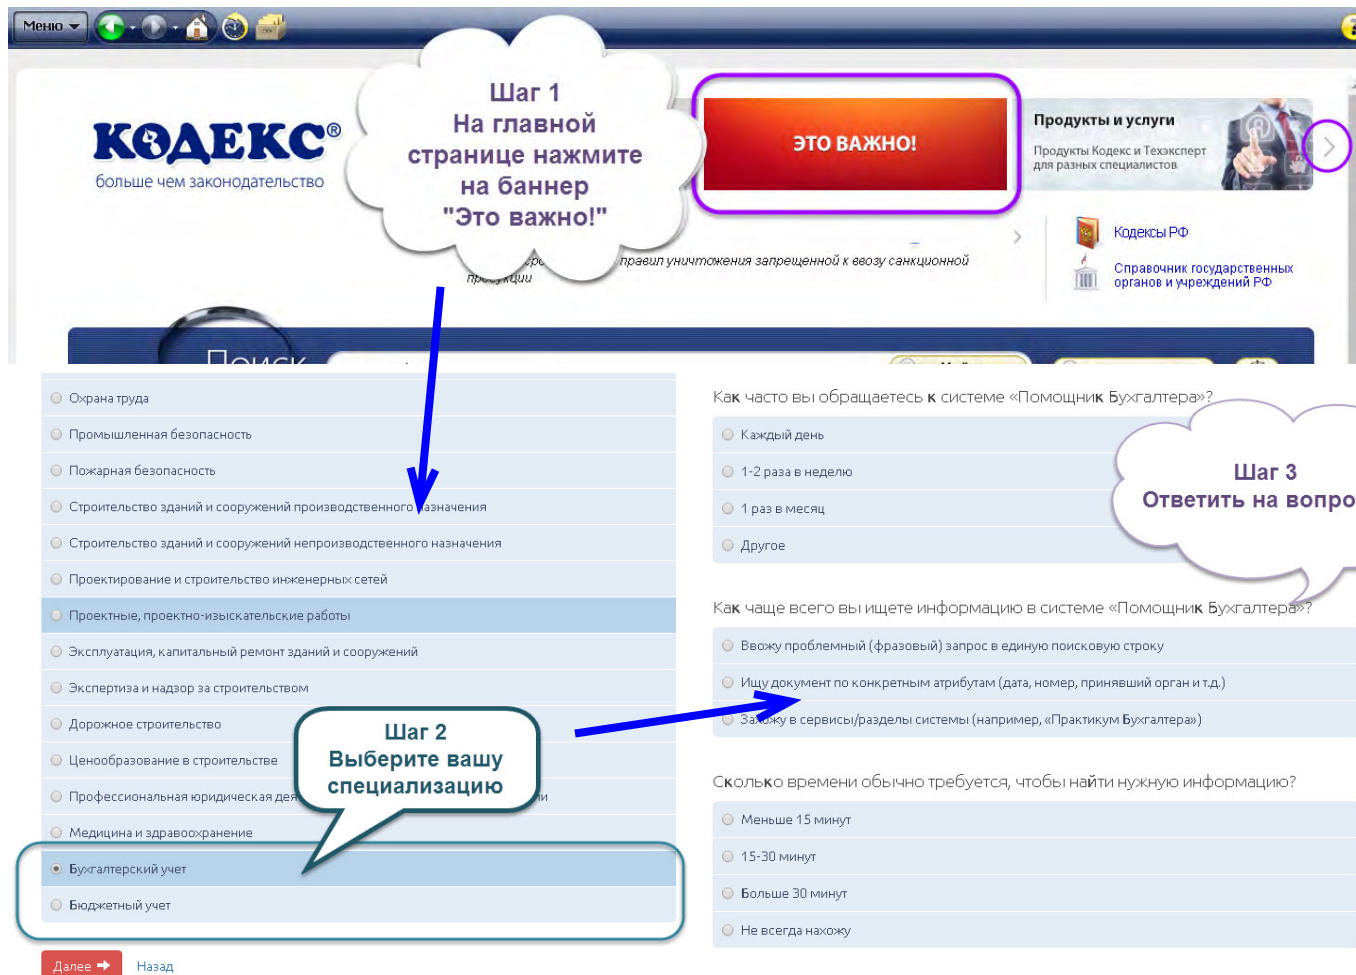 Меню
Шаг 1
На главной
странице нажмите
на баннер
"Это важно!"
КОДЕКС®
больше чем законодательство
ЭТО ВАЖНО!
Продукты и услуги
Продукты Кодекс и Техэксперт
для разных специалистов
Кодексы РФ
Справочник государственных
органов и учреждений РФ
правил уничтожения запрещенной к ввозу санкционной
Поиск
Охрана труда
Промышленная безопасность
Пожарная безопасность
Строительство зданий и сооружений производственного назначения
Строительство зданий и сооружений непроизводственного назначения
Проектирование и строительство инженерных сетей
Проектные, проектно-изыскательские работы
Эксплуатация, капитальный ремонт зданий и сооружений
Экспертиза и надзор за строительством
Дорожное строительство
Ценообразование в строительстве
Профессиональная юридическая
Медицина и здравоохранение
Бухгалтерский учет
Бюджетный учет
Далее
Назад
Шаг 2
Выберите вашу
специализацию
Как часто вы обращаетесь к системе «Помощник Бухгалтера»?
Каждый день
1-2 раза в неделю
1 раз в месяц
Другое
Шаг 3
Ответить на вопро
Как чаще всего вы ищете информацию в системе «Помощник Бухгалтера»?
Ввожу проблемный (фразовый) запрос в единую поисковую строку
Ищу документ по конкретным атрибутам (дата, номер, принявший орган и т.д.)
Захожу в сервисы/разделы системы (например, «Практикум Бухгалтера»)
Сколько времени обычно требуется, чтобы найти нужную информацию?
Меньше 15 минут
15-30 минут
Больше 30 минут
Не всегда нахожу